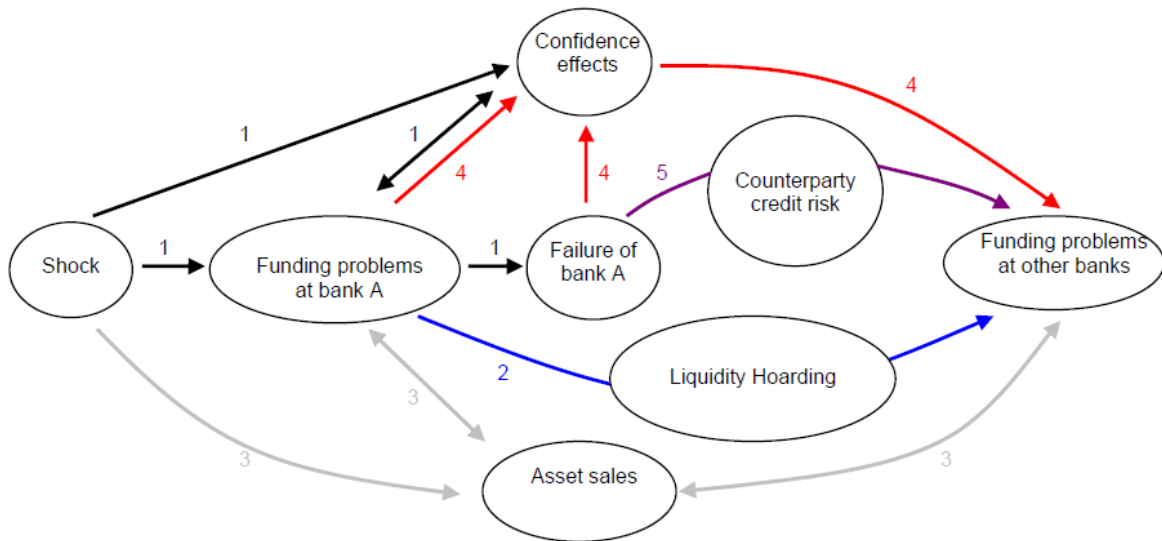 Confidence
effects
4
1
1
4
4
5
Counterparty
credit risk
Shock
1
Funding problems
at bank A
1
Failure of
bank A
Funding problems
at other banks
2
Liquidity Hoarding
3
3
Asset sales
3